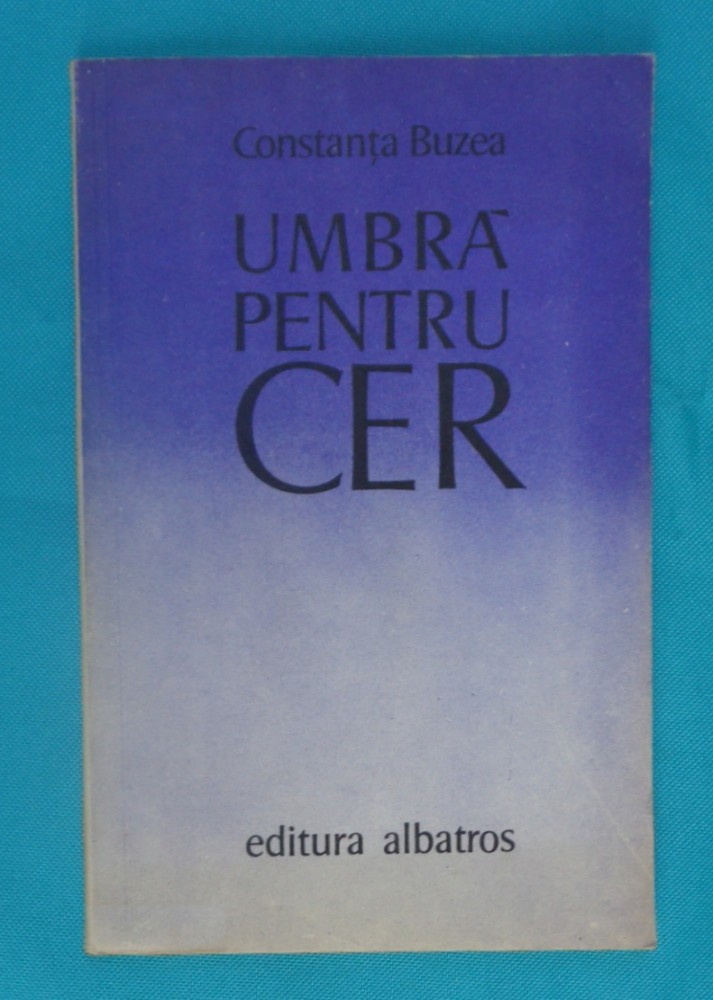 Constanța Buzea
UMBRĂ
PENTRU
CER
editura albatros